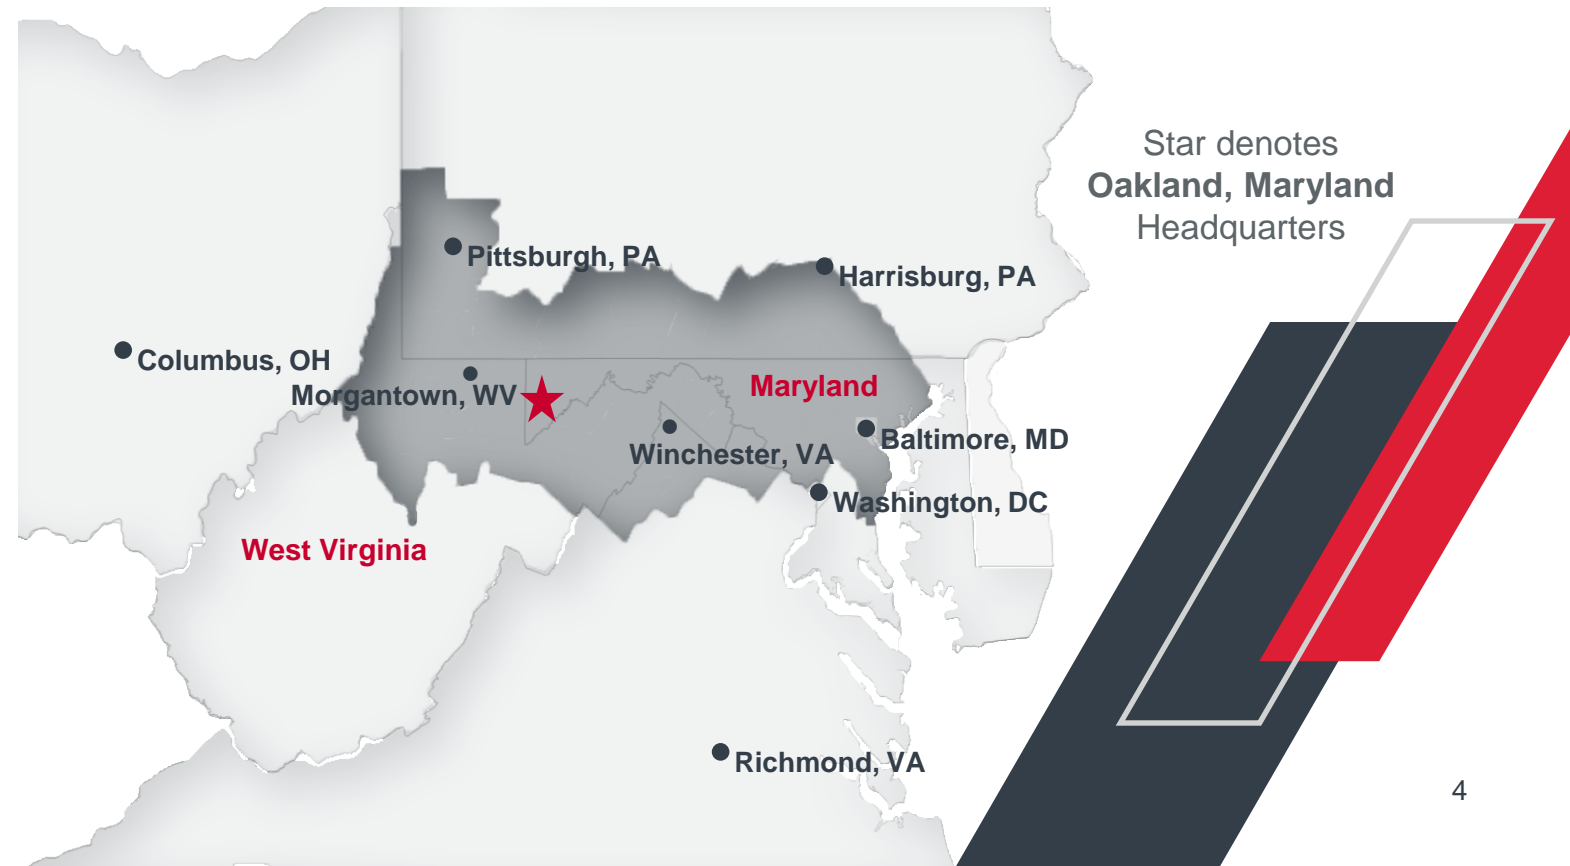 Star denotes
Oakland, Maryland
Headquarters
Pittsburgh, PA
Harrisburg, PA
Columbus, OH
Morgantown, WV
Maryland
Winchester, VA
Baltimore, MD
Washington, DC
West Virginia
Richmond, VA
4